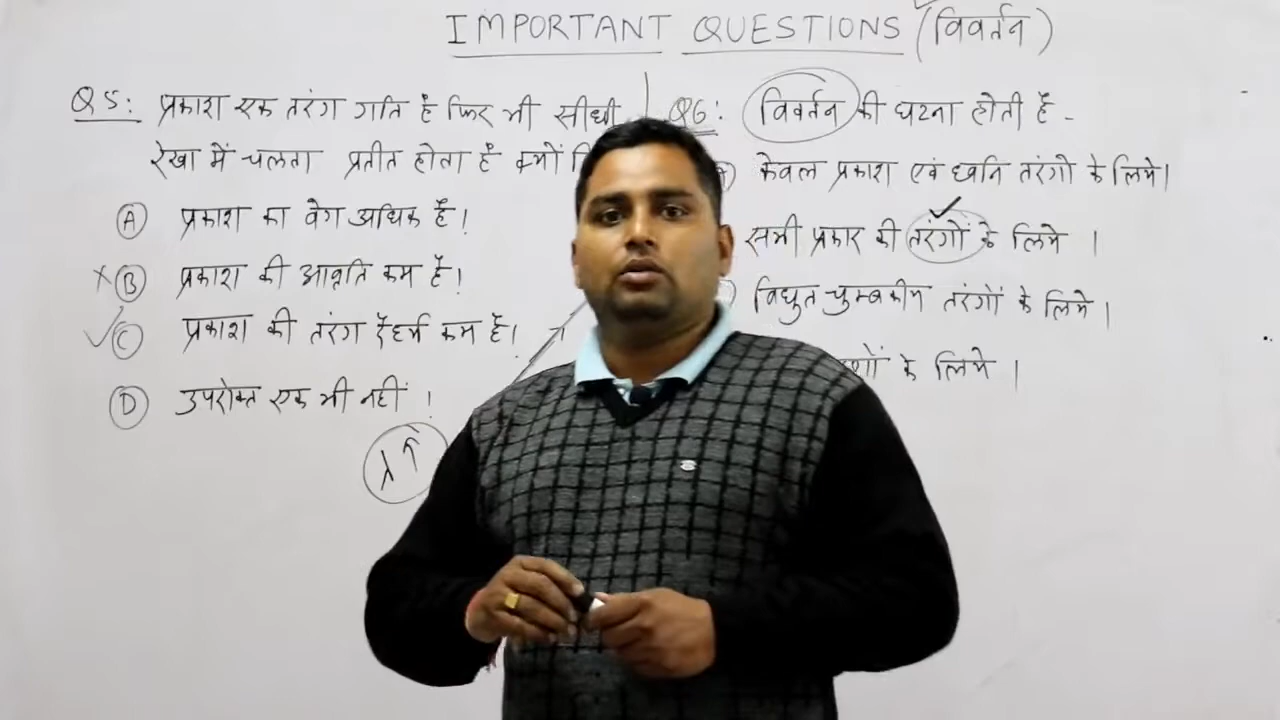 IMPORTANT QUESTIONS (विवर्तन)
Q5: प्रकाश एक तरंग गति है फिर भी सीधी
रेखा में चलता प्रतीत होता है क्यों
(A) प्रकाश का वेग अधिक है।
×(B) प्रकाश की आवृति कम है।
✓(C) प्रकाश की तरंग दैर्ध्य कम है।
(D) उपरोक्त एक भी नहीं ।
λ↑
Q6: विवर्तन की घटना होती है -
केवल प्रकाश एवं ध्वनि तरंगो के लिये।
सभी प्रकार की तरंगों के लिये ।
विधुत चुम्बकीय तरंगों के लिये।
के लिये ।